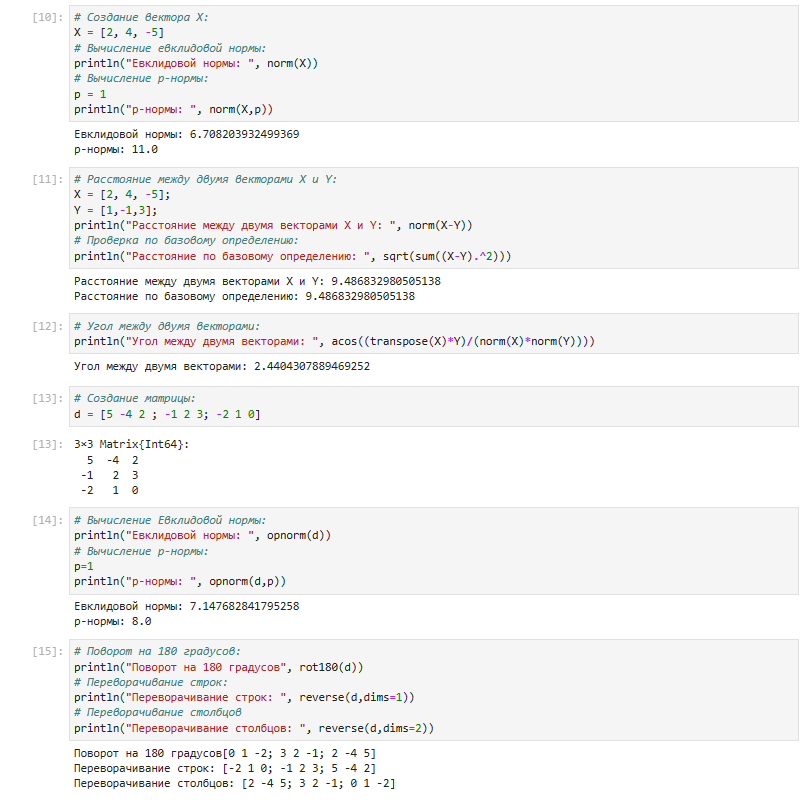 [10]: # Создание вектора X:
X = [2, 4, -5]
# Вычисление евклидовой нормы:
println("Евклидовой нормы: ", norm(X))
# Вычисление p-нормы:
p = 1
println("p-нормы: ", norm(X,p))
Евклидовой нормы: 6.708203932499369
p-нормы: 11.0
[11]: # Расстояние между двумя векторами X и Y:
X = [2, 4, -5];
Y = [1,-1,3];
println("Расстояние между двумя векторами X и Y: ", norm(X-Y))
# Проверка по базовому определению:
println("Расстояние по базовому определению: ", sqrt(sum((X-Y).^2)))
Расстояние между двумя векторами X и Y: 9.486832980505138
Расстояние по базовому определению: 9.486832980505138
[12]: # Угол между двумя векторами:
println("Угол между двумя векторами: ", acos((transpose(X)*Y)/(norm(X)*norm(Y))))
Угол между двумя векторами: 2.4404307889469252
[13]: # Создание матрицы:
d = [5 -4 2 ; -1 2 3; -2 1 0]
[13]: 3×3 Matrix{Int64}:
5 -4 2
-1 2 3
-2 1 0
[14]: # Вычисление Евклидовой нормы:
println("Евклидовой нормы: ", opnorm(d))
# Вычисление p-нормы:
p=1
println("p-нормы: ", opnorm(d,p))
Евклидовой нормы: 7.147682841795258
p-нормы: 8.0
[15]: # Поворот на 180 градусов:
println("Поворот на 180 градусов", rot180(d))
# Переворачивание строк:
println("Переворачивание строк: ", reverse(d,dims=1))
# Переворачивание столбцов
println("Переворачивание столбцов: ", reverse(d,dims=2))
Поворот на 180 градусов[0 1 -2; 3 2 -1; 2 -4 5]
Переворачивание строк: [-2 1 0; -1 2 3; 5 -4 2]
Переворачивание столбцов: [2 -4 5; 3 2 -1; 0 1 -2]